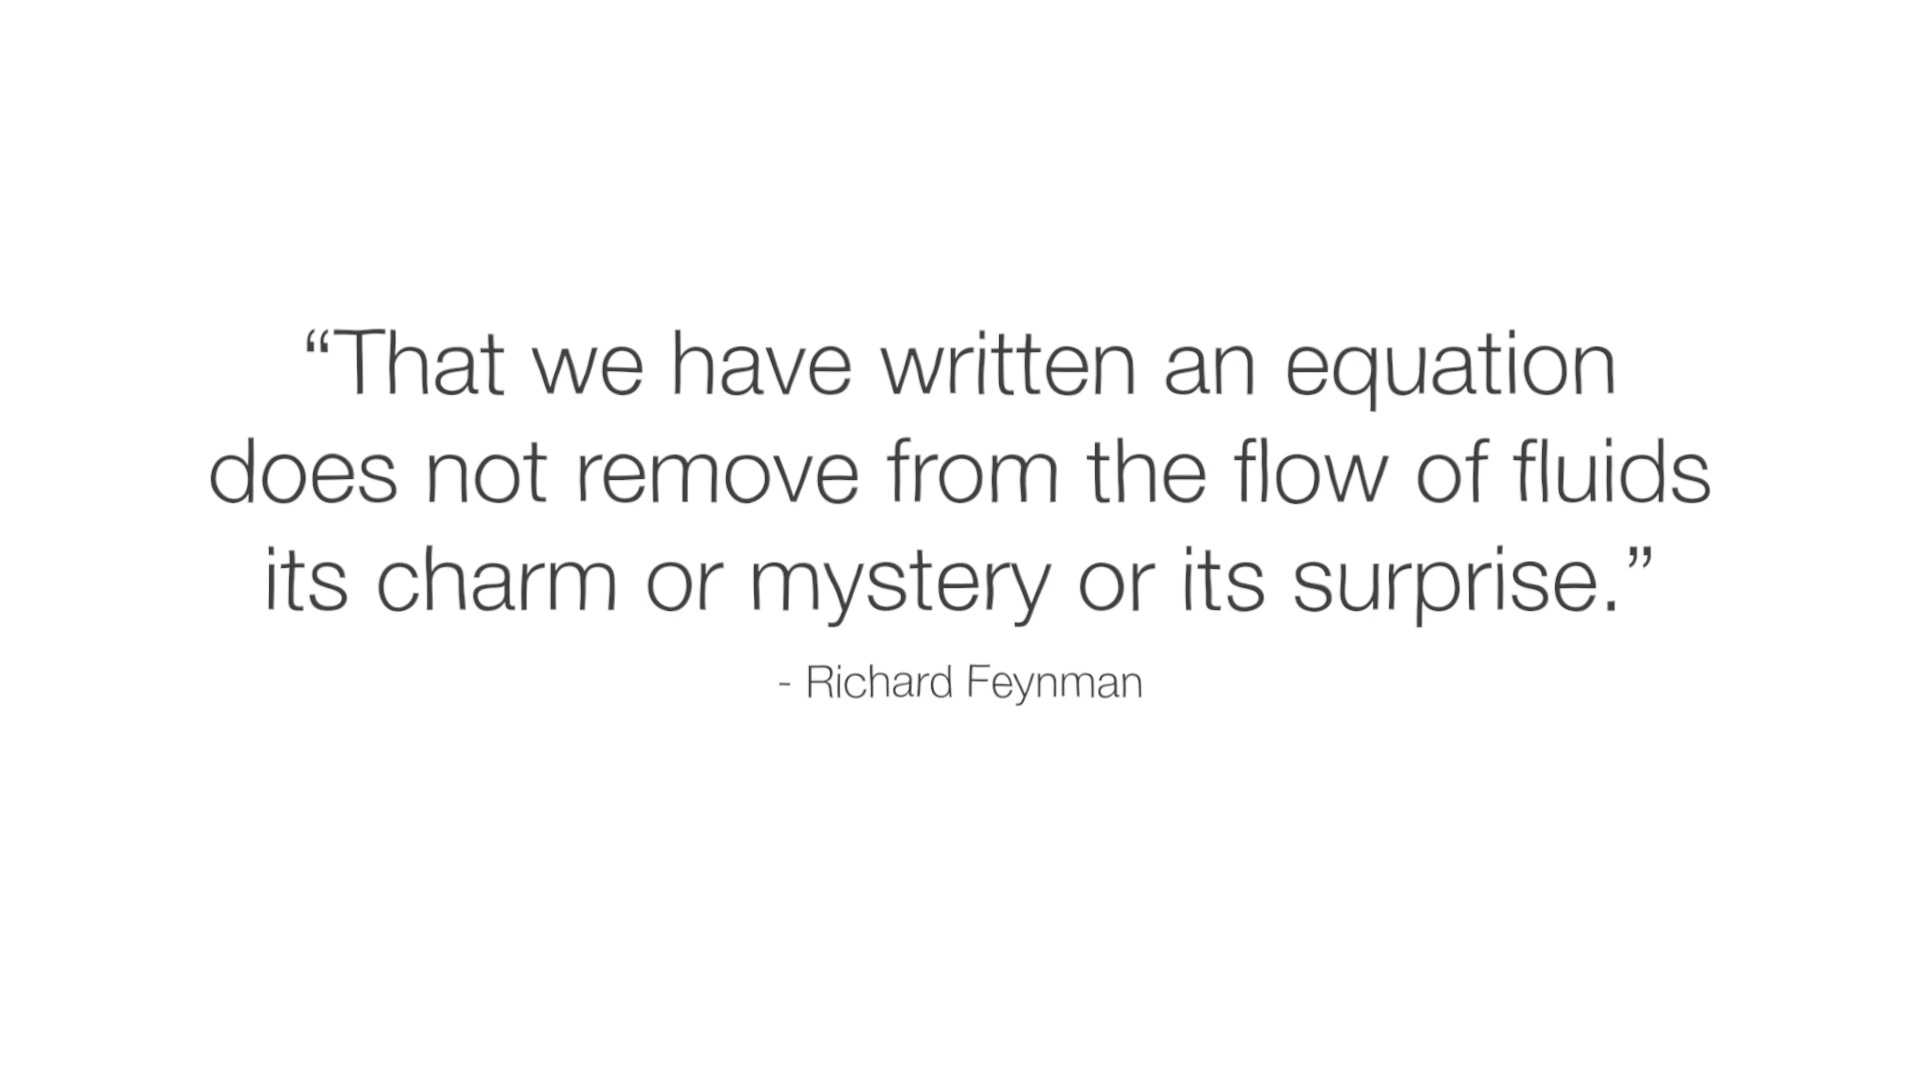 “That we have written an equation
does not remove from the flow of fluids
its charm or mystery or its surprise.”
- Richard Feynman